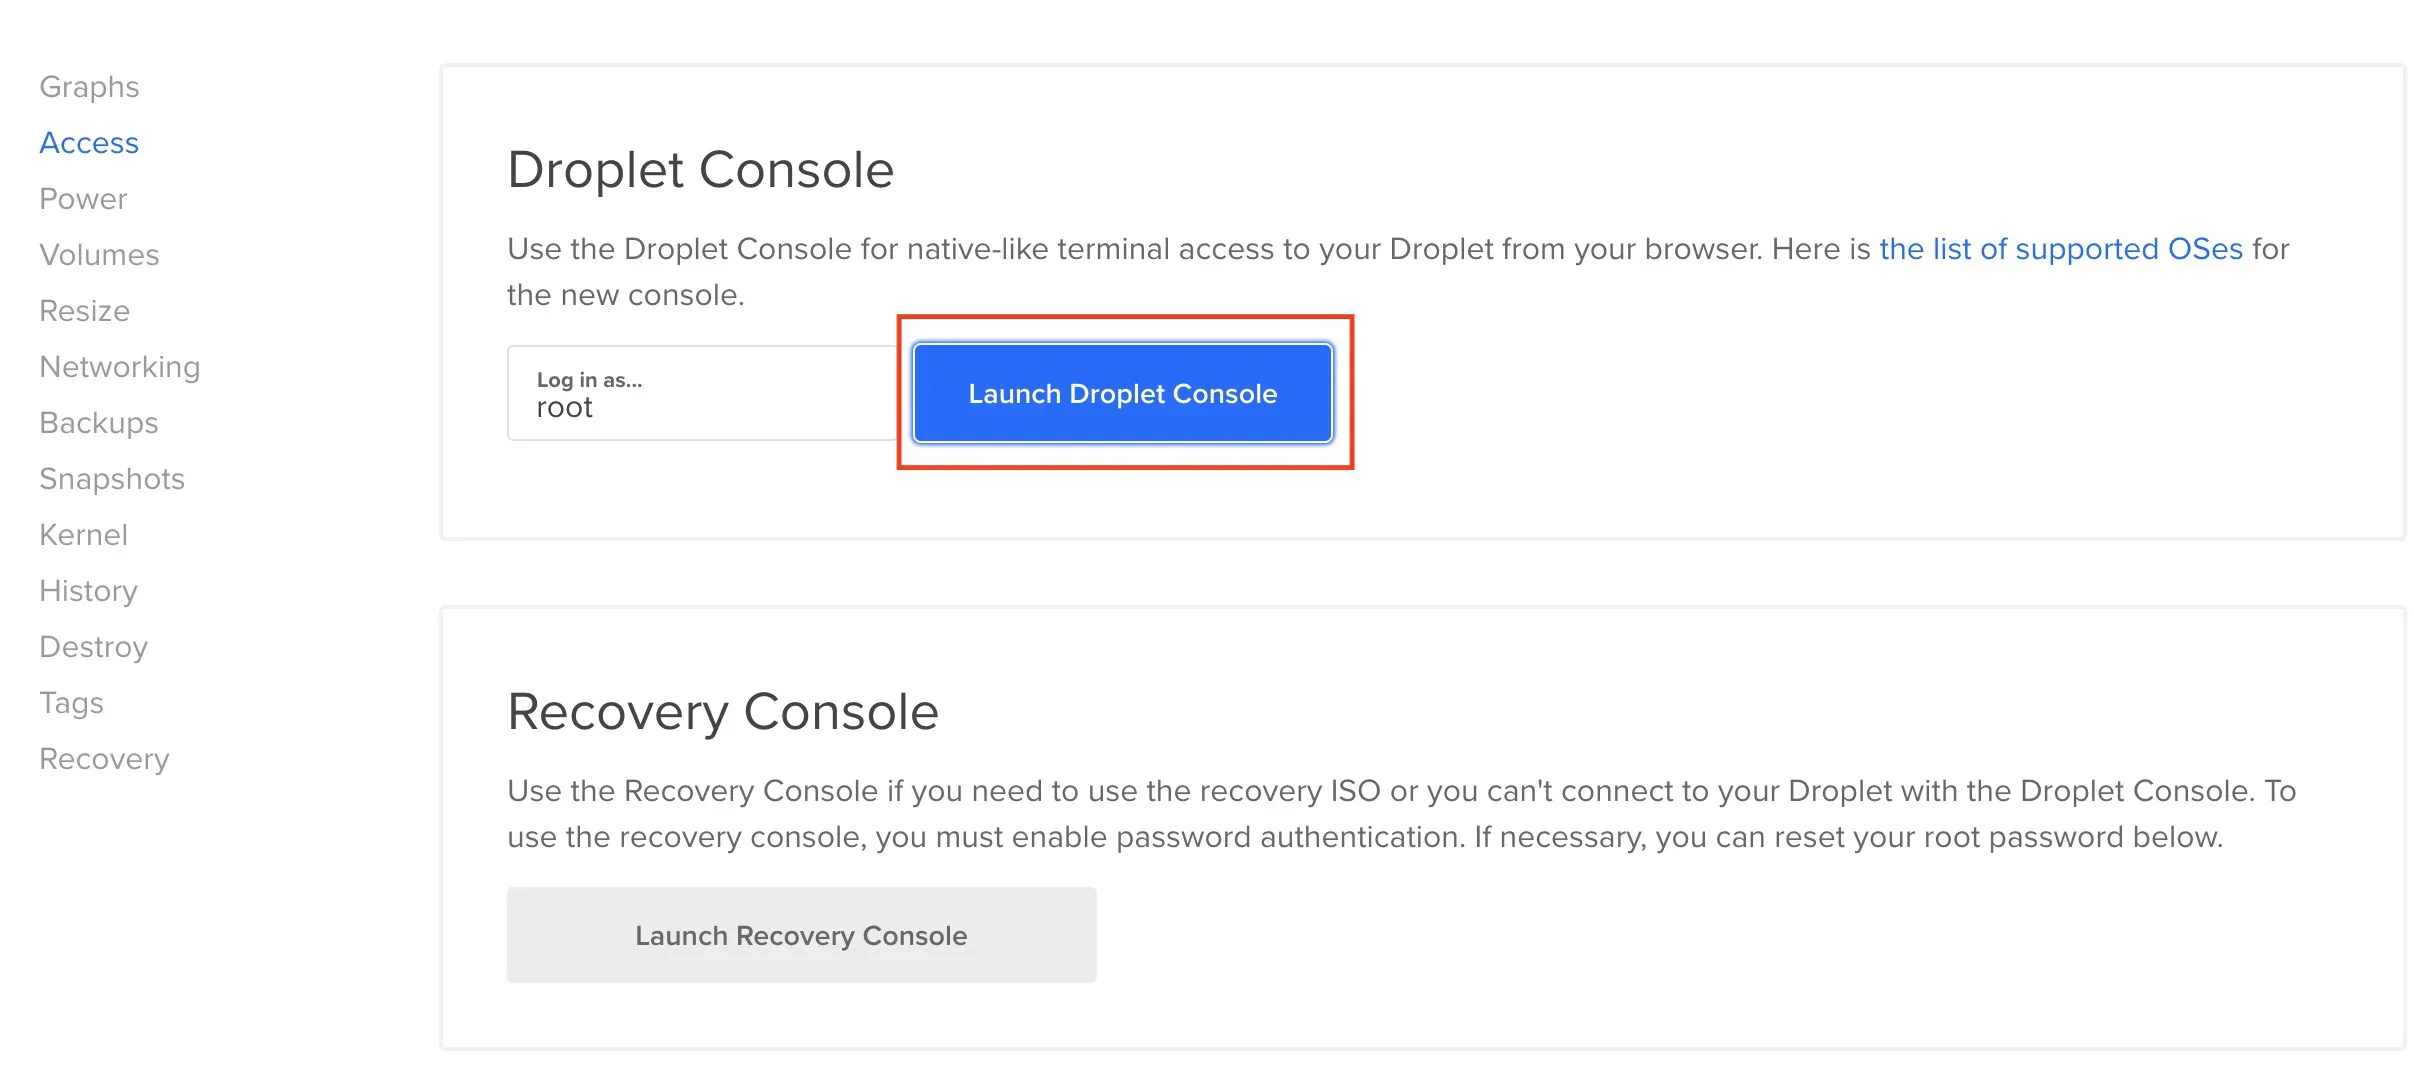 Graphs
Access
Power
Volumes
Resize
Networking
Backups
Snapshots
Kernel
History
Destroy
Tags
Recovery
Droplet Console
Use the Droplet Console for native-like terminal access to your Droplet from your browser. Here is the list of supported OSes for
the new console.
Log in as...
root
Launch Droplet Console
Recovery Console
Use the Recovery Console if you need to use the recovery ISO or you can't connect to your Droplet with the Droplet Console. To
use the recovery console, you must enable password authentication. If necessary, you can reset your root password below.
Launch Recovery Console